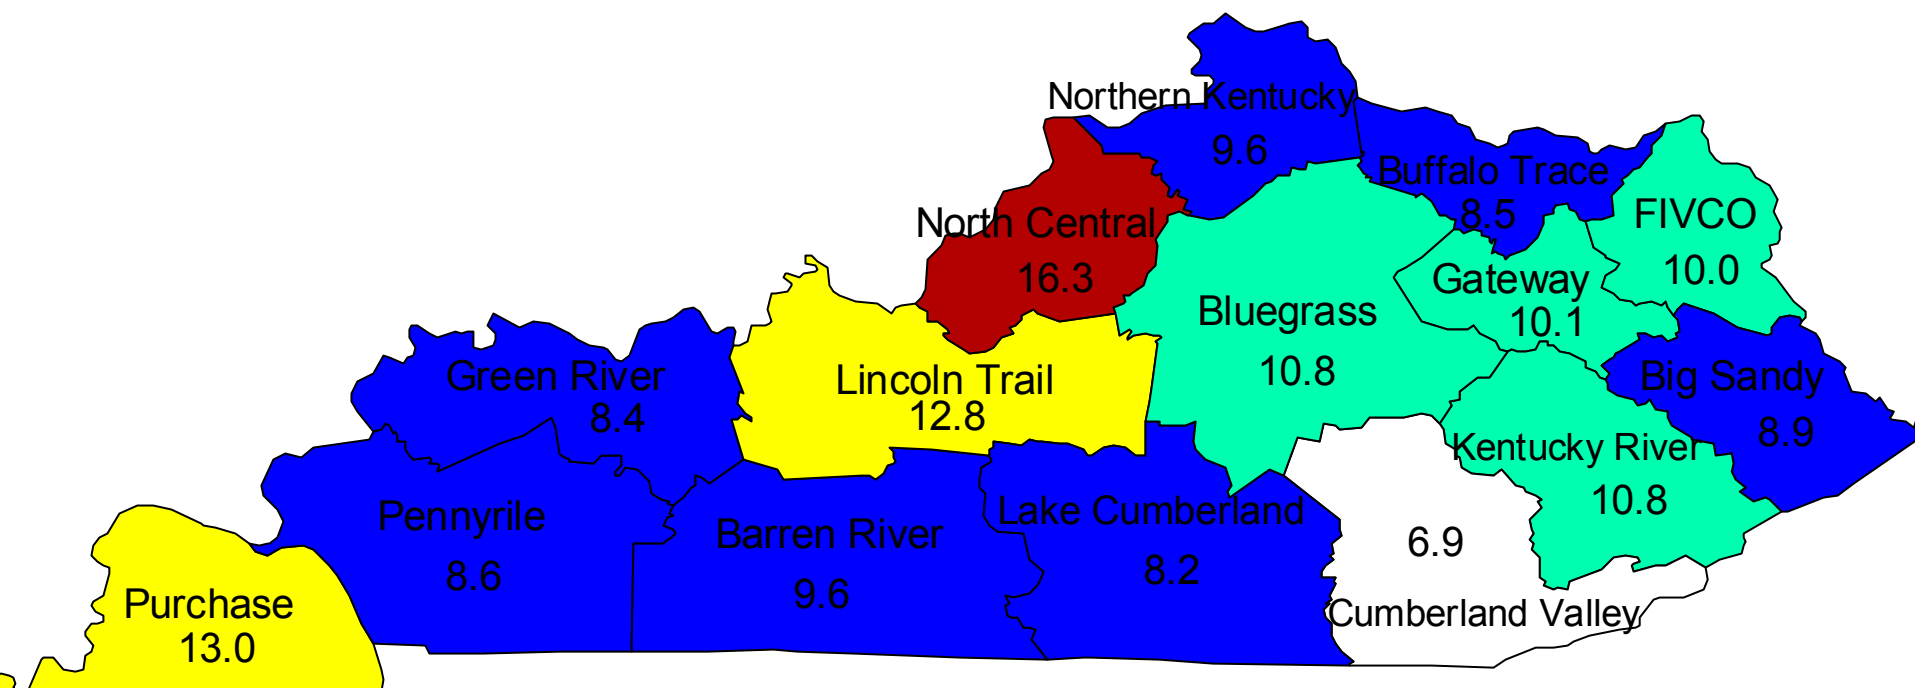 Northern Kentucky
9.6
Buffalo Trace
8.5
FIVCO
10.0
North Central
16.3
Gateway
10.1
Bluegrass
10.8
Green River
8.4
Lincoln Trail
12.8
Big Sandy
8.9
Kentucky River
10.8
Pennyrile
8.6
Barren River
9.6
Lake Cumberland
8.2
6.9
Cumberland Valley
Purchase
13.0